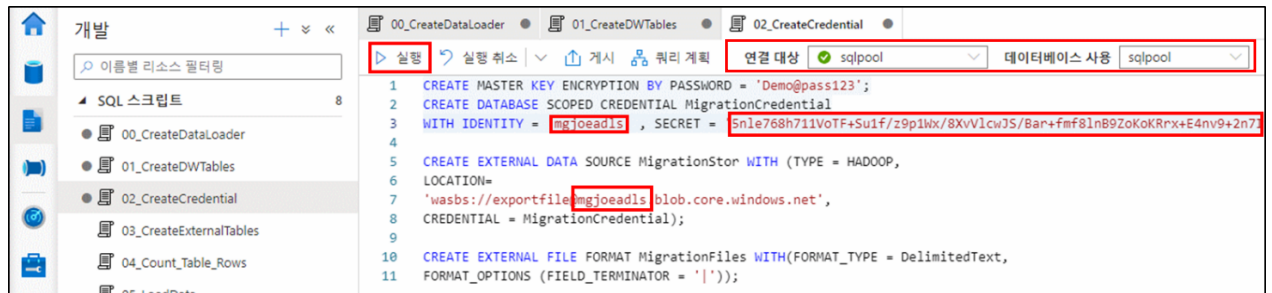 개발
이름별 리소스 필터링
SQL 스크립트 8
00_CreateDataLoader
01_CreateDWTables
02_CreateCredential
03_CreateExternalTables
04_Count_Table_Rows
00_CreateDataLoader 01_CreateDWTables 02_CreateCredential
실행 실행 취소 게시 쿼리 계획 연결 대상 sqlpool 데이터베이스 사용 sqlpool
1 CREATE MASTER KEY ENCRYPTION BY PASSWORD = 'Demo@pass123';
2 CREATE DATABASE SCOPED CREDENTIAL MigrationCredential
3 WITH IDENTITY = mgjoeadls , SECRET = '5nle768h711VoTF+Su1f/z9p1Wx/8XvVlcwJS/Bar+fmf8lnB9ZoKoKRrx+E4nv9+2n7I
4
5 CREATE EXTERNAL DATA SOURCE MigrationStor WITH (TYPE = HADOOP,
6 LOCATION=
7 'wasbs://exportfile@mgjoeadls.blob.core.windows.net',
8 CREDENTIAL = MigrationCredential);
9
10 CREATE EXTERNAL FILE FORMAT MigrationFiles WITH(FORMAT_TYPE = DelimitedText,
11 FORMAT_OPTIONS (FIELD_TERMINATOR = '|'));